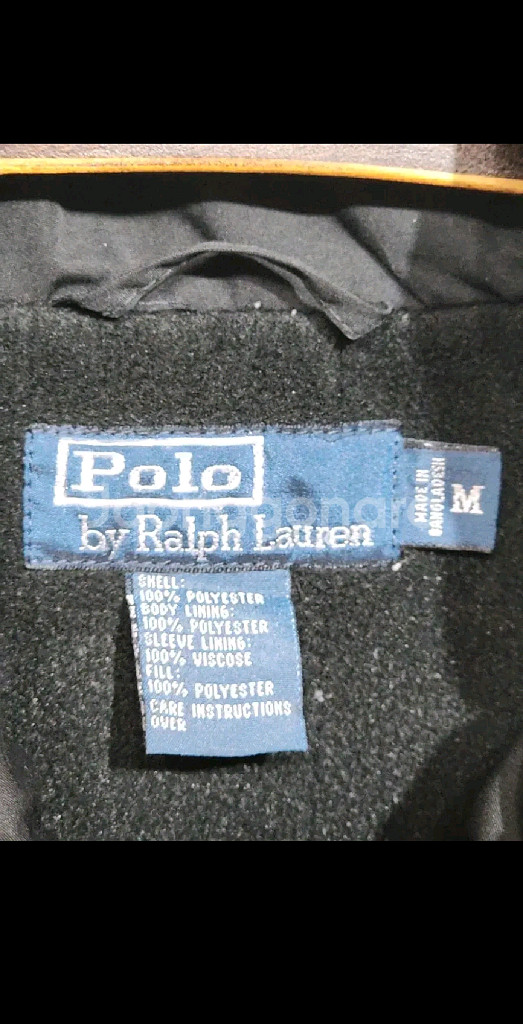 Polo
by Ralph Lauren
MADE IN
BANGLADESH
M
SHELL:
100% POLYESTER
BODY LINING:
100% POLYESTER
SLEEVE LINING:
100% VISCOSE
FILL:
100% POLYESTER
CARE INSTRUCTIONS
OVER